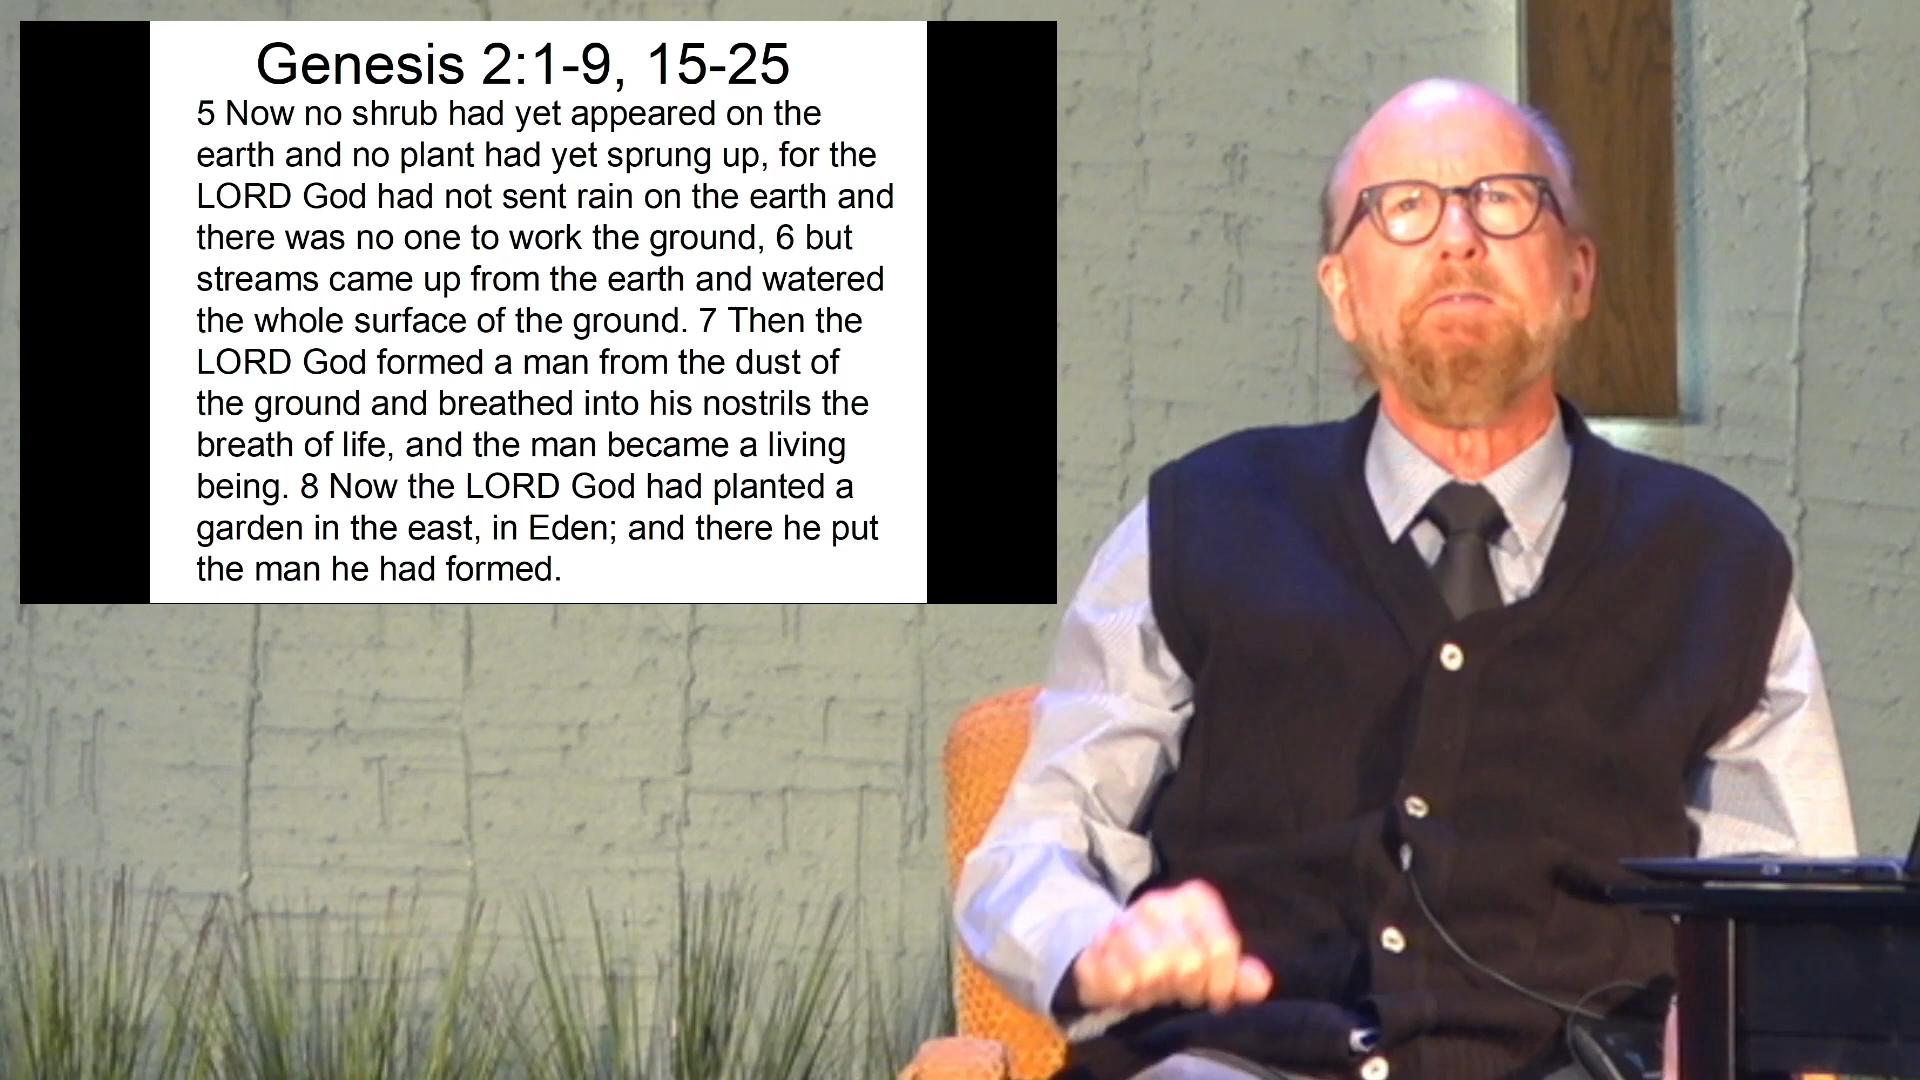 Genesis 2:1-9, 15-25
5 Now no shrub had yet appeared on the
earth and no plant had yet sprung up, for the
LORD God had not sent rain on the earth and
there was no one to work the ground, 6 but
streams came up from the earth and watered
the whole surface of the ground. 7 Then the
LORD God formed a man from the dust of
the ground and breathed into his nostrils the
breath of life, and the man became a living
being. 8 Now the LORD God had planted a
garden in the east, in Eden; and there he put
the man he had formed.